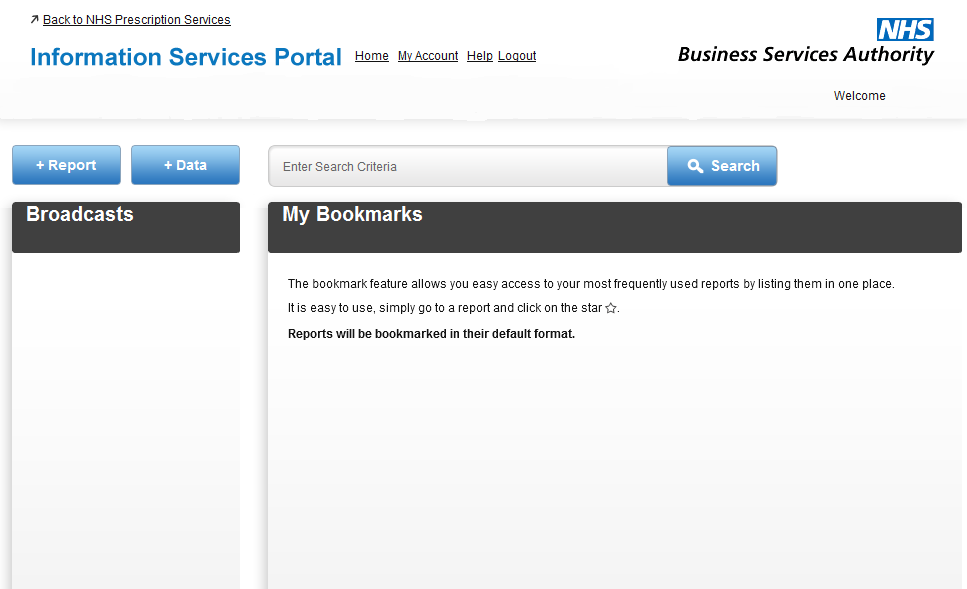 Back to NHS Prescription Services
Information Services Portal Home My Account Help Logout
NHS
Business Services Authority
Welcome
+ Report + Data Enter Search Criteria Search
Broadcasts
My Bookmarks
The bookmark feature allows you easy access to your most frequently used reports by listing them in one place.
It is easy to use, simply go to a report and click on the star ☆.
Reports will be bookmarked in their default format.